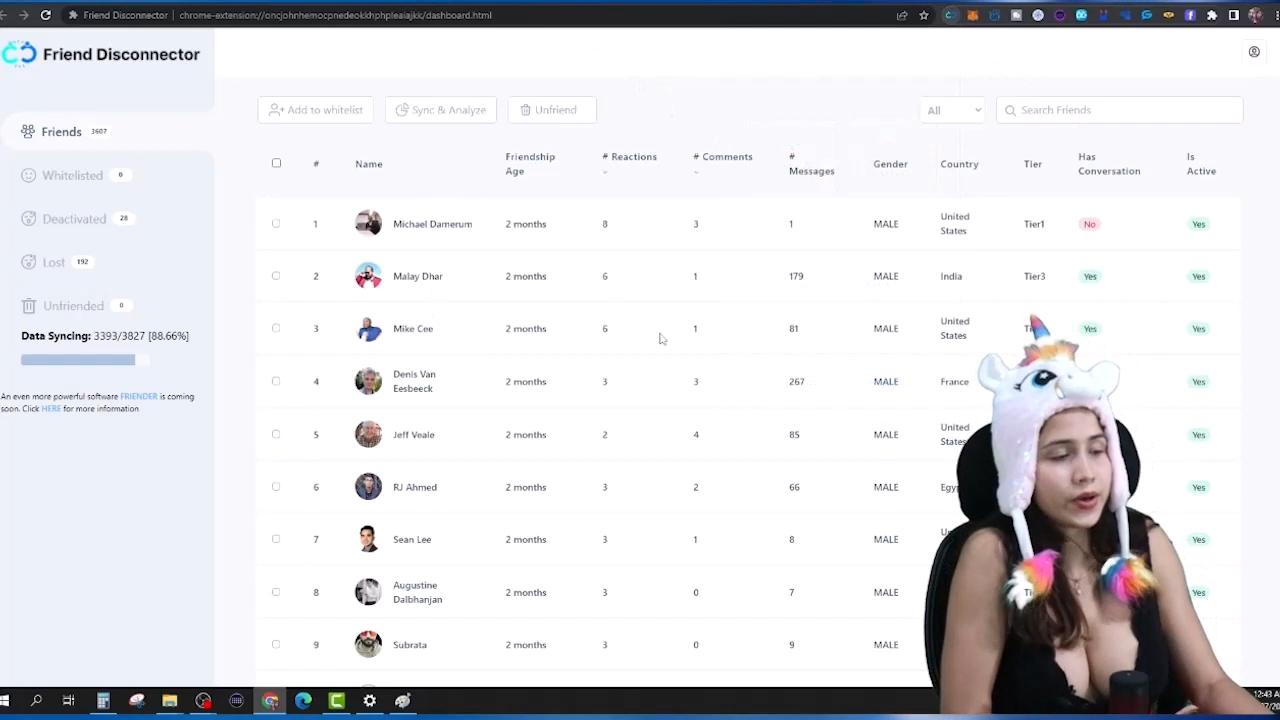 Friend Disconnector | chrome-extension://oncjohnhemocpnedeokhphpleaiajkk/dashboard.html
Friend Disconnector
Add to whitelist Sync & Analyze Unfriend All Search Friends
Friends 3607
Whitelisted 0
Deactivated 28
Lost 192
Unfriended 0
Data Syncing: 3393/3827 [88.66%]
An even more powerful software FRIENDER is coming
soon. Click HERE for more information
# Name Friendship Age # Reactions # Comments # Messages Gender Country Tier Has Conversation Is Active
1 Michael Damerum 2 months 8 3 1 MALE United States Tier1 No Yes
2 Malay Dhar 2 months 6 1 179 MALE India Tier3 Yes Yes
3 Mike Cee 2 months 6 1 81 MALE United States Yes Yes
4 Denis Van Eesbeeck 2 months 3 3 267 MALE France Yes
5 Jeff Veale 2 months 2 4 85 MALE United States Yes
6 RJ Ahmed 2 months 3 2 66 MALE Yes
7 Sean Lee 2 months 3 1 8 MALE Yes
8 Augustine Dalbhanjan 2 months 3 0 7 MALE Yes
9 Subrata 2 months 3 0 9 MALE
12:43 A